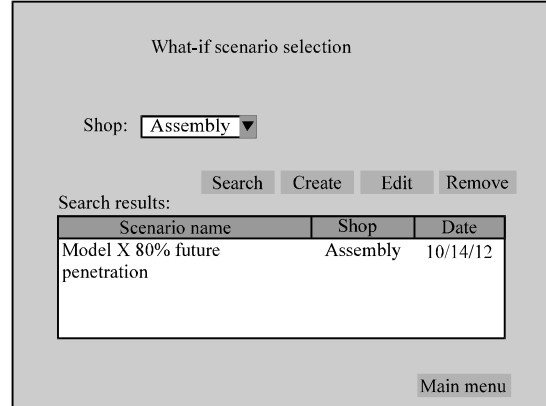 What-if scenario selection
Shop: Assembly
Search Create Edit Remove
Search results:
Scenario name Shop Date
Model X 80% future Assembly 10/14/12
penetration
Main menu